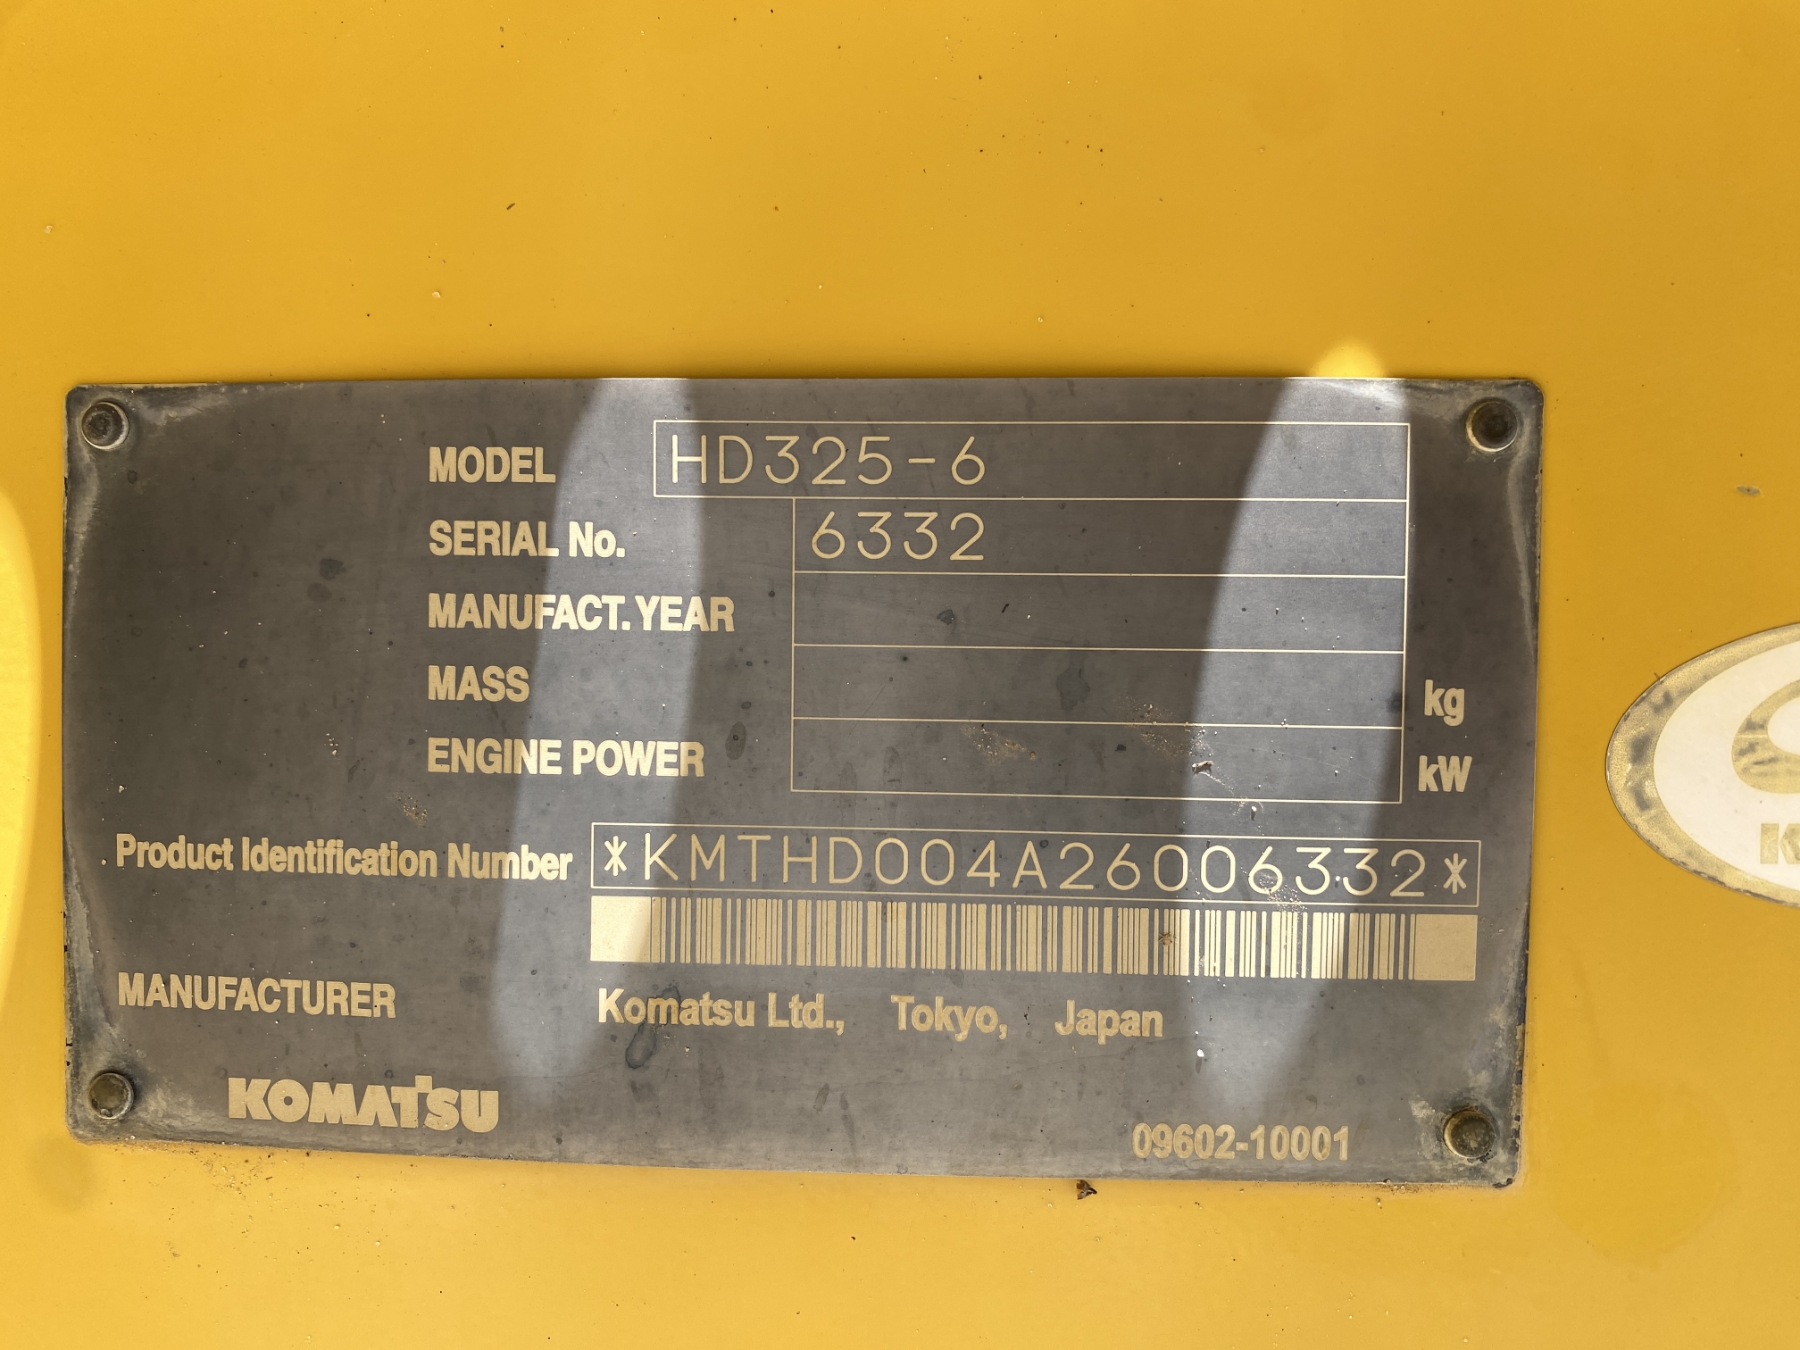 MODEL HD325-6
SERIAL No. 6332
MANUFACT. YEAR
MASS kg
ENGINE POWER kW
Product Identification Number *KMTHD004A26006332*
MANUFACTURER Komatsu Ltd., Tokyo, Japan
KOMATSU
09602-10001